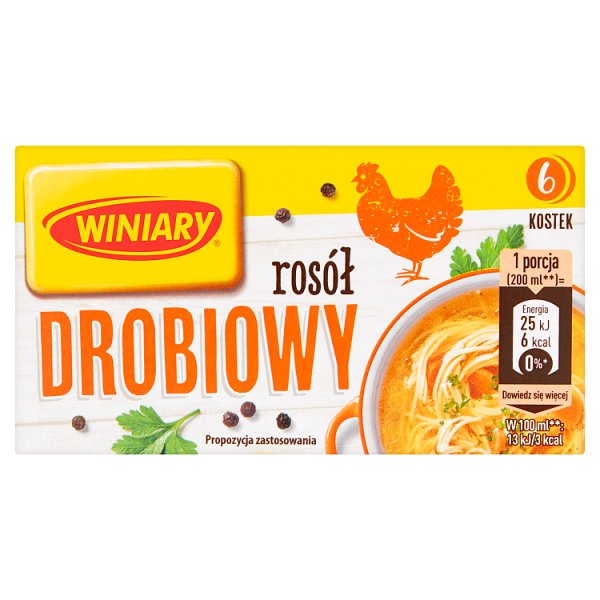 WINIARY®
6
KOSTEK
rosół
DROBIOWY
Propozycja zastosowania
1 porcja
(200 ml**)=
Energia
25 kJ
6 kcal
0%*
Dowiedz się więcej
W 100 ml**:
13 kJ/3 kcal